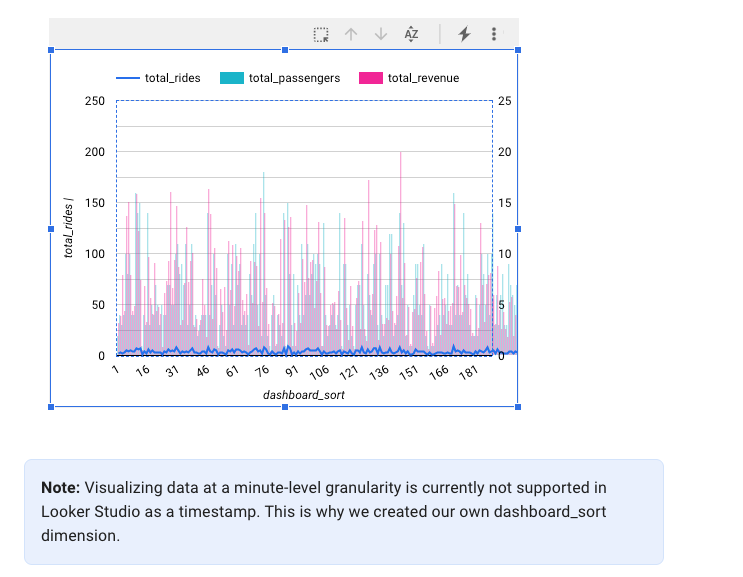 AZ
total_rides total_passengers total_revenue
250 25
200 20
150 15
100 10
50 5
0 0
total_rides |
1 16 31 46 61 76 91 106 121 136 151 166 181
dashboard_sort
Note: Visualizing data at a minute-level granularity is currently not supported in
Looker Studio as a timestamp. This is why we created our own dashboard_sort
dimension.